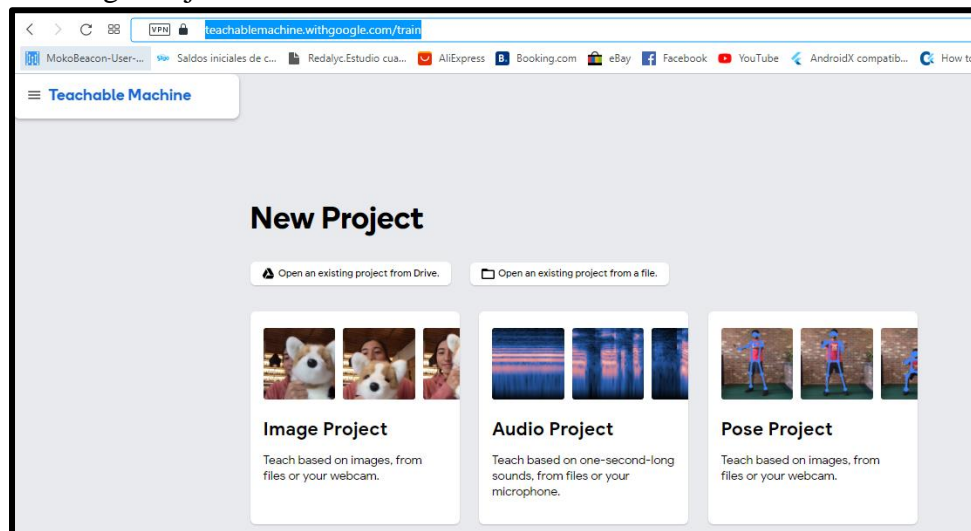 VPN teachablemachine.withgoogle.com/train
MokoBeacon-User-... Saldos iniciales de c... Redalyc.Estudio cua... AliExpress B. Booking.com eBay Facebook YouTube AndroidX compatib... How to
Teachable Machine
New Project
Open an existing project from Drive. Open an existing project from a file.
Image Project Audio Project Pose Project
Teach based on images, from Teach based on one-second-long Teach based on images, from
files or your webcam. sounds, from files or your files or your webcam.
microphone.